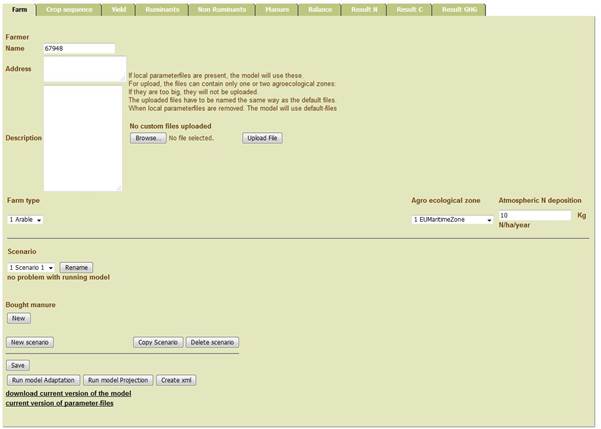 Farm Crop sequence Yield Ruminants Non Ruminants Manure Balance Result N Result C Result GHG
Farmer
Name 67948
Address
If local parameterfiles are present, the model will use these.
For upload, the files can contain only one or two agroecological zones:
If they are too big, they will not be uploaded.
The uploaded files have to be named the same way as the default files.
When local parameterfiles are removed. The model will use default-files
No custom files uploaded
Description Browse... No file selected. Upload File
Farm type Agro ecological zone Atmospheric N deposition
1 Arable 1 EUMaritimeZone 10 Kg
N/ha/year
Scenario
1 Scenario 1 Rename
no problem with running model
Bought manure
New
New scenario Copy Scenario Delete scenario
Save
Run model Adaptation Run model Projection Create xml
download current version of the model
current version of parameter-files